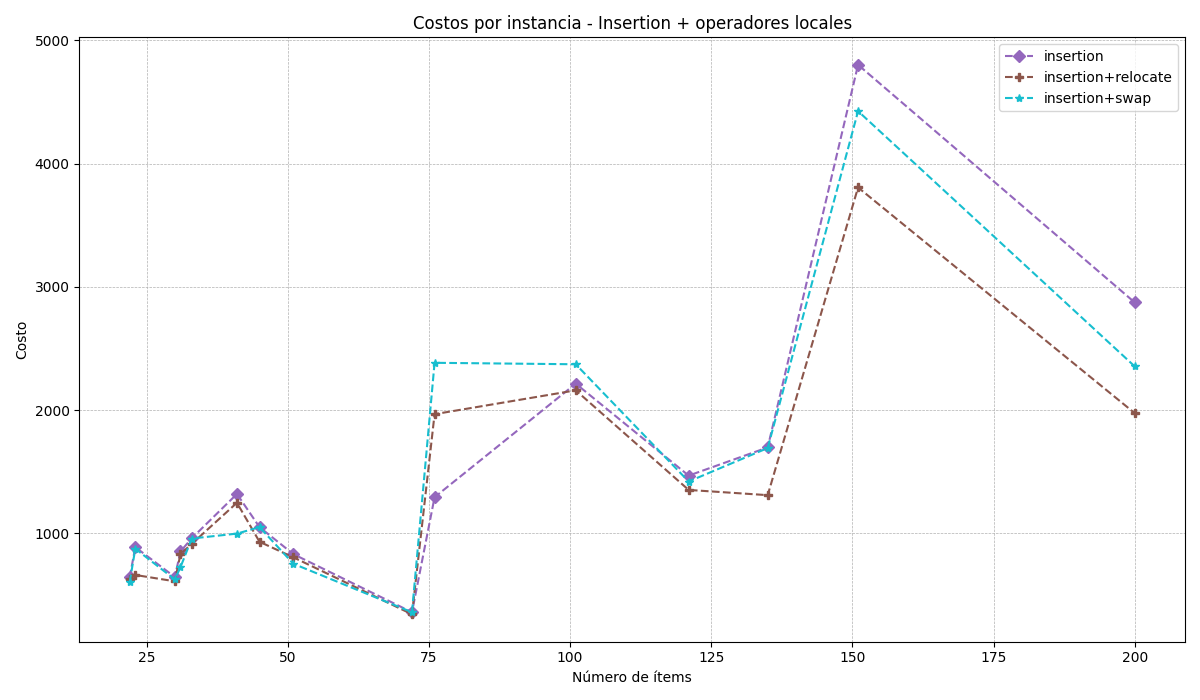 Costos por instancia - Insertion + operadores locales
5000
4000
3000
2000
1000
Costo
insertion
insertion+relocate
insertion+swap
25 50 75 100 125 150 175 200
Número de ítems